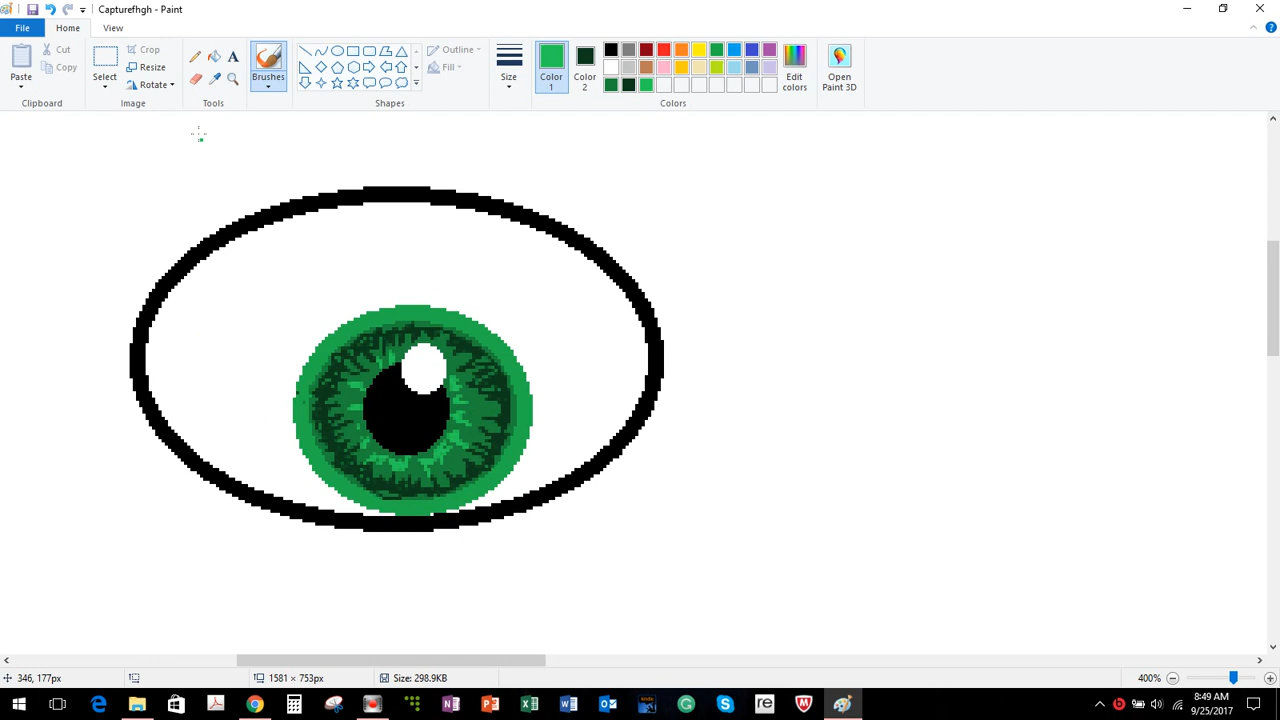 Capturefhgh - Paint
File
Home
View
Paste
Cut
Copy
Clipboard
Select
Crop
Resize
Rotate
Image
A
Tools
Brushes
Outline
Fill
Shapes
Size
Color
1
Color
2
Edit
colors
Colors
Open
Paint 3D
346, 177px
1581 × 753px
Size: 298.9KB
400%
8:49 AM
9/25/2017